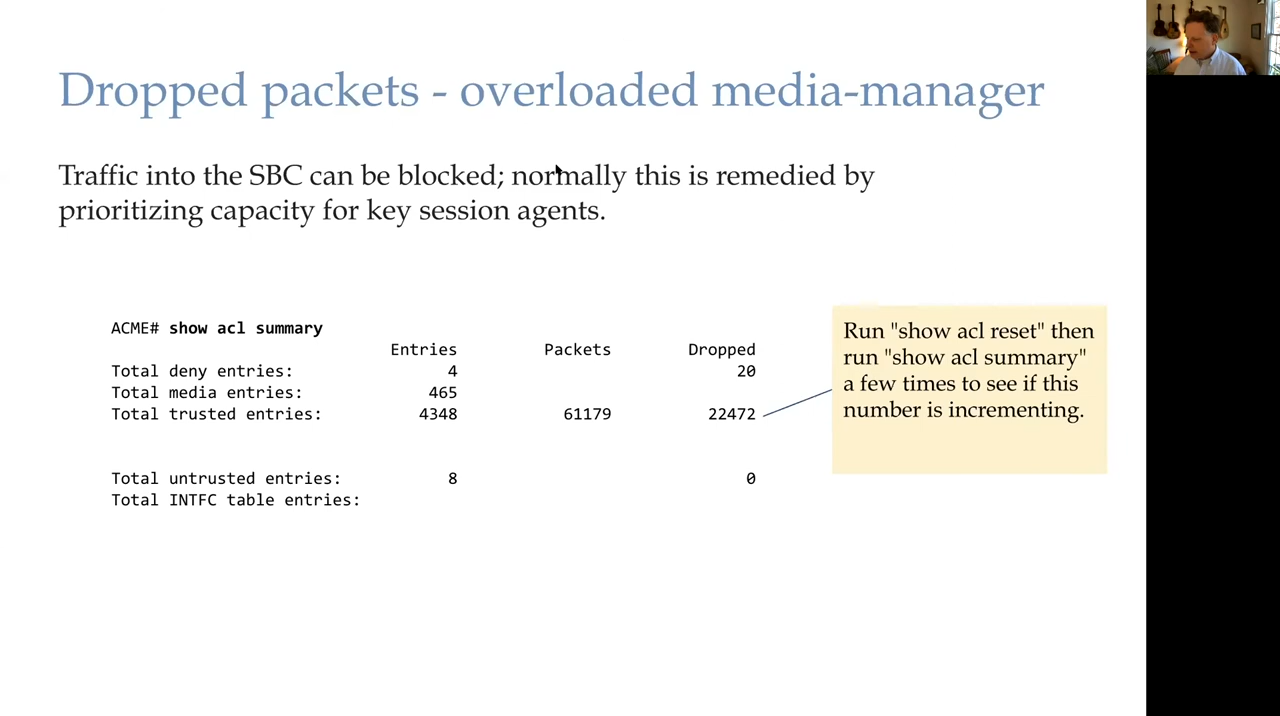 Dropped packets - overloaded media-manager
Traffic into the SBC can be blocked; normally this is remedied by
prioritizing capacity for key session agents.
ACME# show acl summary
Entries Packets Dropped
Total deny entries: 4 20
Total media entries: 465
Total trusted entries: 4348 61179 22472
Total untrusted entries: 8 0
Total INTFC table entries:
Run "show acl reset" then
run "show acl summary"
a few times to see if this
number is incrementing.